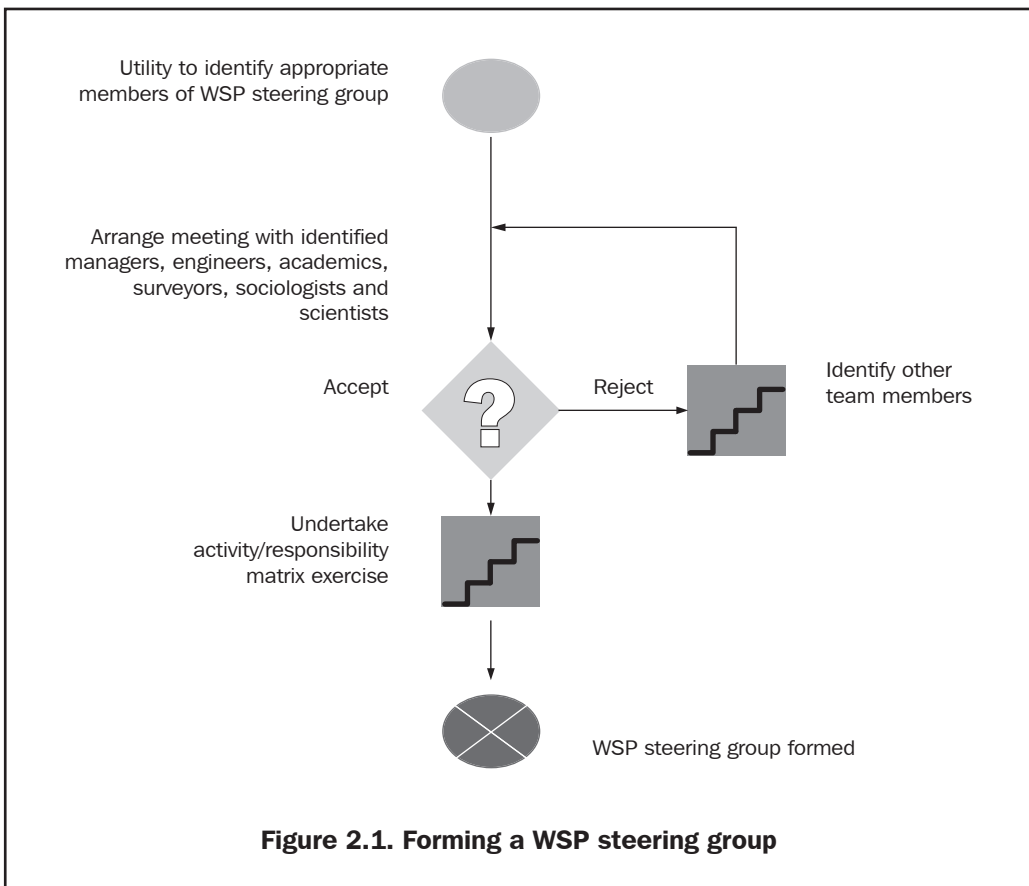 Utility to identify appropriate
members of WSP steering group
Arrange meeting with identified
managers, engineers, academics,
surveyors, sociologists and
scientists
Accept
?
Reject
Identify other
team members
Undertake
activity/responsibility
matrix exercise
WSP steering group formed
Figure 2.1. Forming a WSP steering group